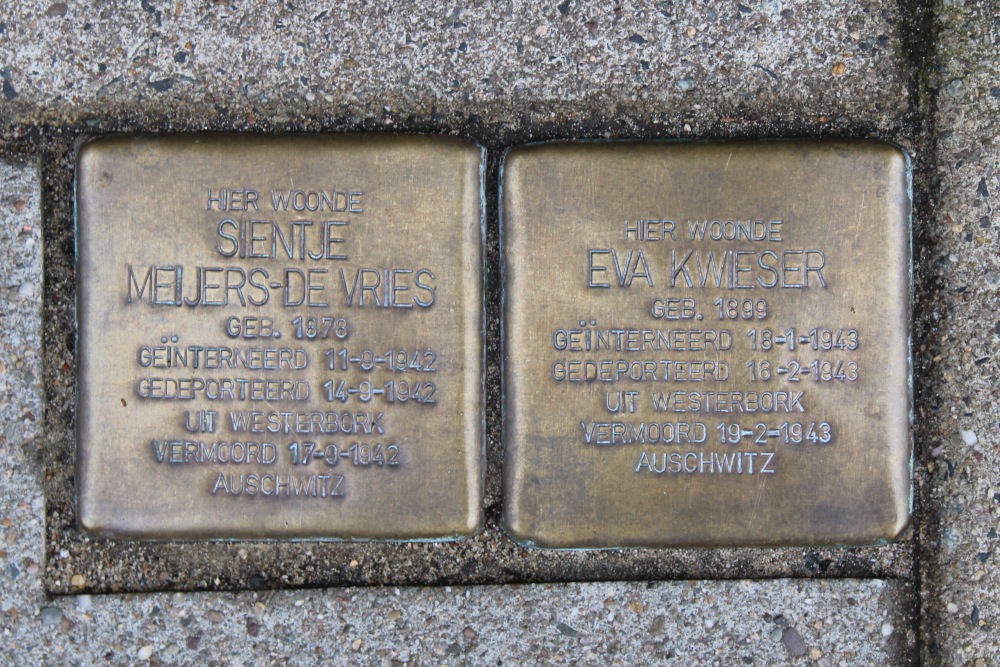 HIER WOONDE
SIENTJE
MEIJERS-DE VRIES
GEB. 1878
GEÏNTERNEERD 11-9-1942
GEDEPORTEERD 14-9-1942
UIT WESTERBORK
VERMOORD 17-9-1942
AUSCHWITZ
HIER WOONDE
EVA KWIESER
GEB. 1899
GEÏNTERNEERD 18-1-1943
GEDEPORTEERD 16-2-1943
UIT WESTERBORK
VERMOORD 19-2-1943
AUSCHWITZ